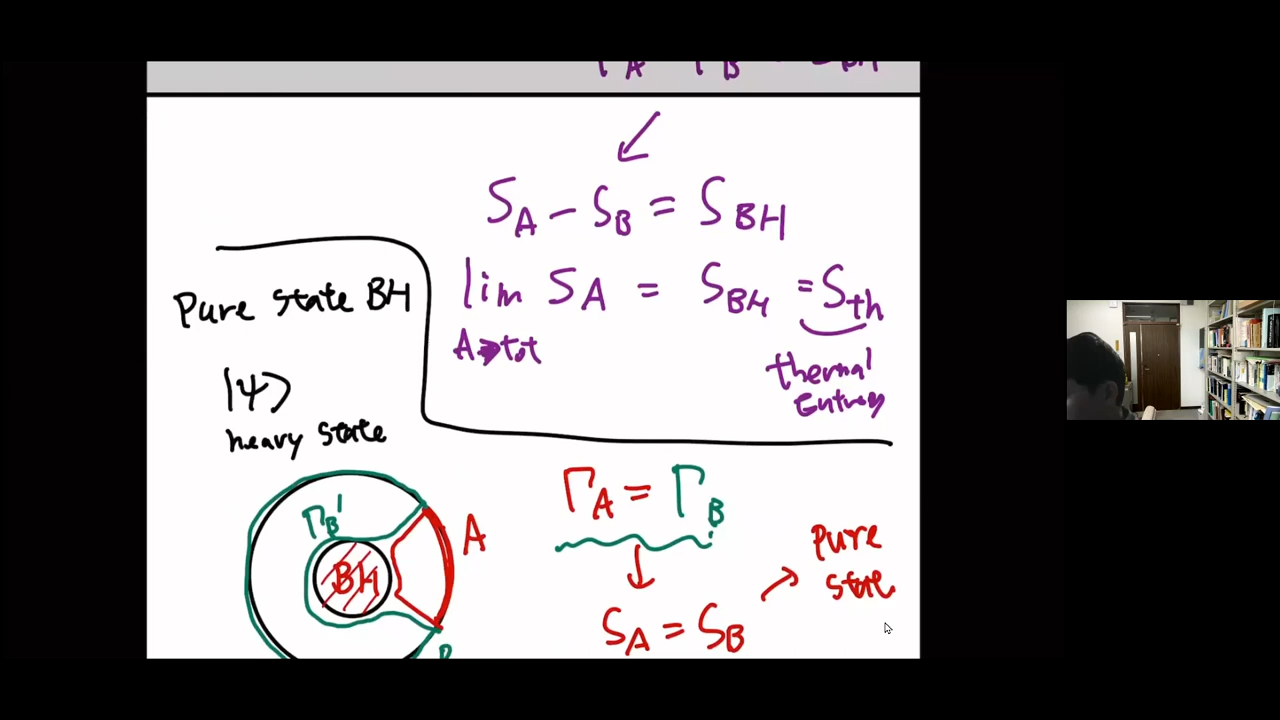 S_A - S_B = S_BH
lim S_A = S_BH = S_th
A→tot
thermal
Entropy
Pure state BH
|ψ⟩
heavy state
Γ_B'
BH
A
Γ_A = Γ_B
S_A = S_B
Pure
state